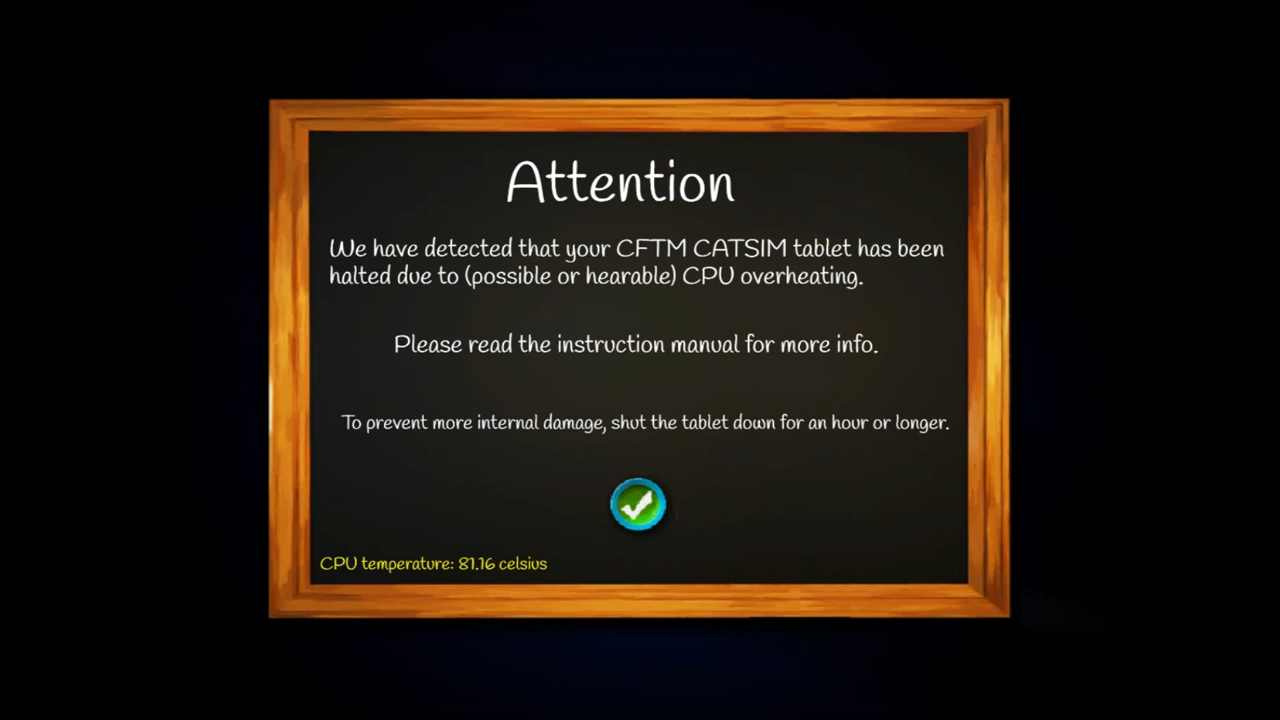 Attention
We have detected that your CFTM CATSIM tablet has been
halted due to (possible or hearable) CPU overheating.
Please read the instruction manual for more info.
To prevent more internal damage, shut the tablet down for an hour or longer.
CPU temperature: 81.16 celsius